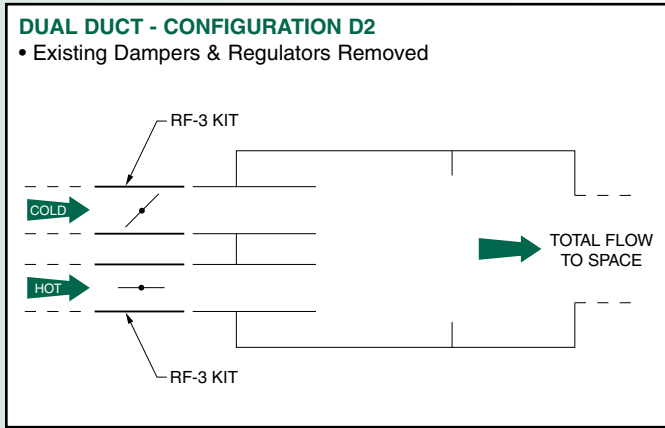 DUAL DUCT - CONFIGURATION D2
• Existing Dampers & Regulators Removed
RF-3 KIT
COLD
TOTAL FLOW
TO SPACE
HOT
RF-3 KIT